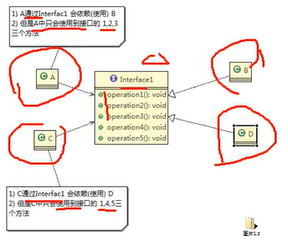 1) A通过Interfac1 会依赖(使用) B
2) 但是A中只会使用到接口的 1,2,3
三个方法
I Interface1
operation1(): void
operation2(): void
operation3(): void
operation4(): void
operation5(): void
C A
C B
C C
C D
1) C通过Interfac1 会依赖(使用) D
2) 但是C中只会使用到接口的 1,4,5三
个方法